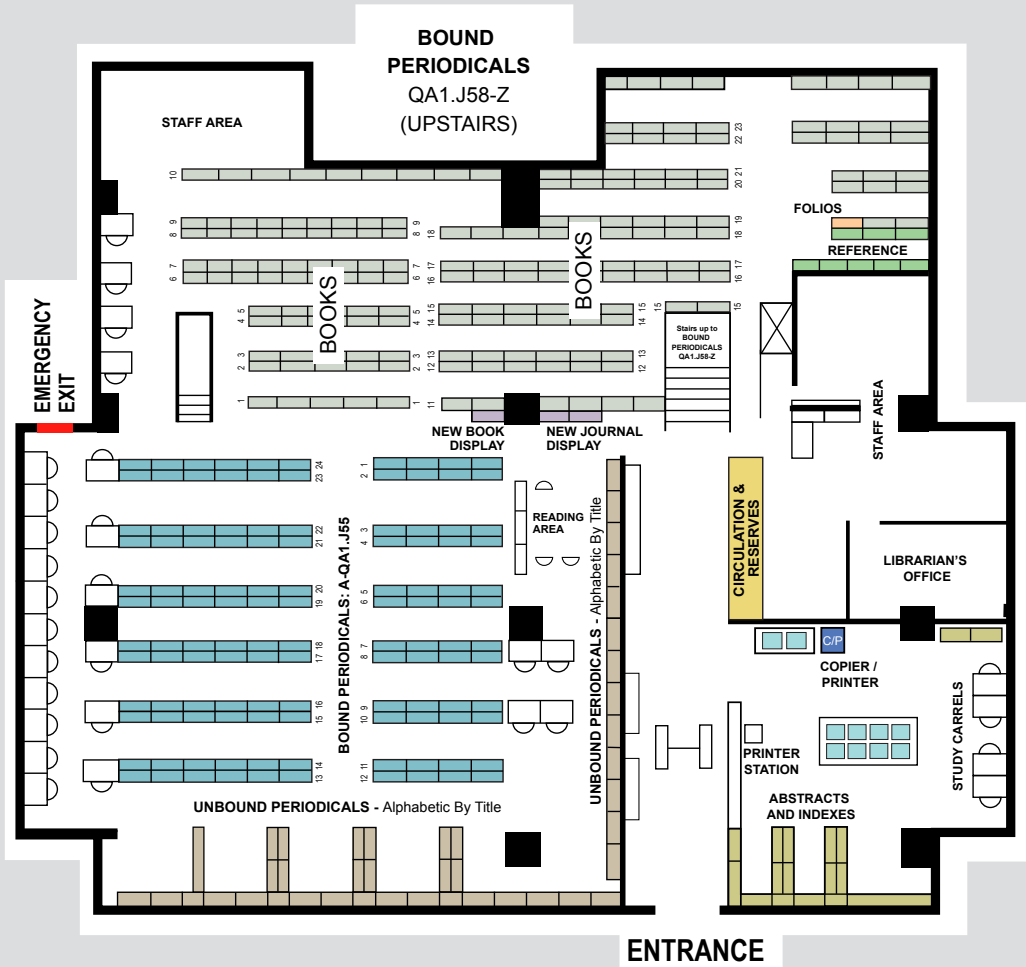 BOUND
PERIODICALS
QA1.J58-Z
(UPSTAIRS)
STAFF AREA
23
22
10
21
20
FOLIOS
9
8
9
8
18
19
18
REFERENCE
BOOKS
BOOKS
7
6
7
6
17
16
17
16
EMERGENCY
EXIT
5
4
5
4
15
14
15
14
15
15
Stairs up to
BOUND
PERIODICALS
QA1.J58-Z
3
2
3
2
13
12
13
12
1
1
11
STAFF AREA
NEW BOOK
DISPLAY
NEW JOURNAL
DISPLAY
24
23
1
2
CIRCULATION &
RESERVES
READING
AREA
22
21
3
4
LIBRARIAN'S
OFFICE
BOUND PERIODICALS: A-QA1.J55
UNBOUND PERIODICALS - Alphabetic By Title
20
19
5
6
18
17
7
8
C/P
COPIER /
PRINTER
16
15
9
10
STUDY CARRELS
PRINTER
STATION
14
13
11
12
UNBOUND PERIODICALS - Alphabetic By Title
ABSTRACTS
AND INDEXES
ENTRANCE